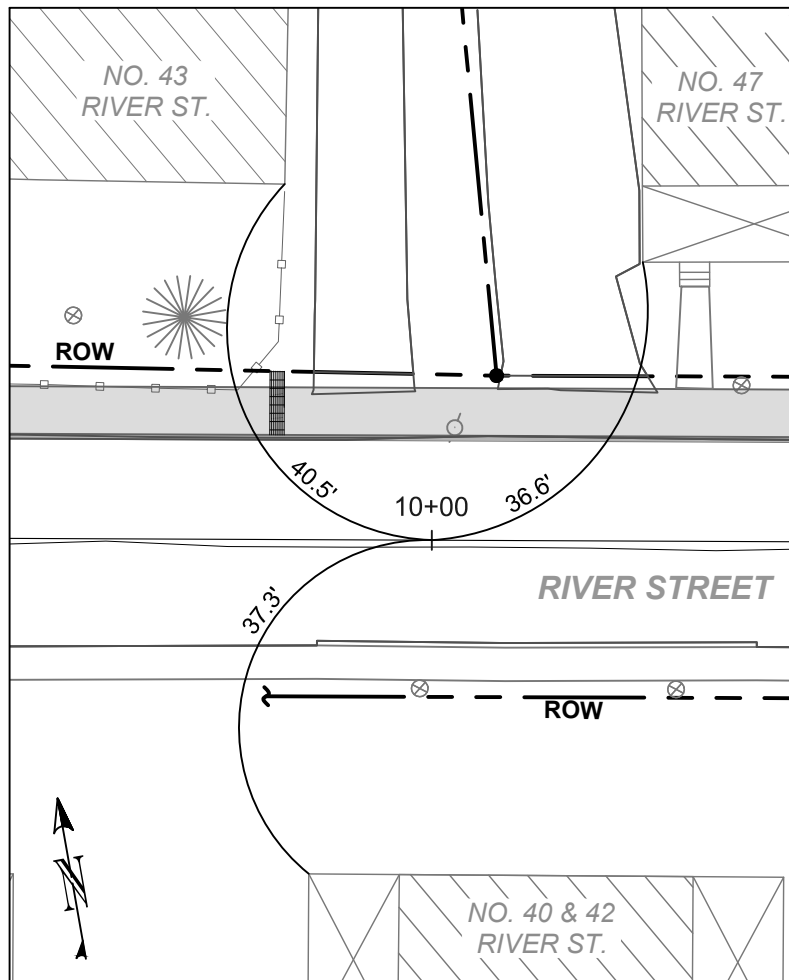 NO. 43
RIVER ST.
NO. 47
RIVER ST.
ROW
40.5'
10+00
36.6'
RIVER STREET
37.3'
ROW
N
NO. 40 & 42
RIVER ST.